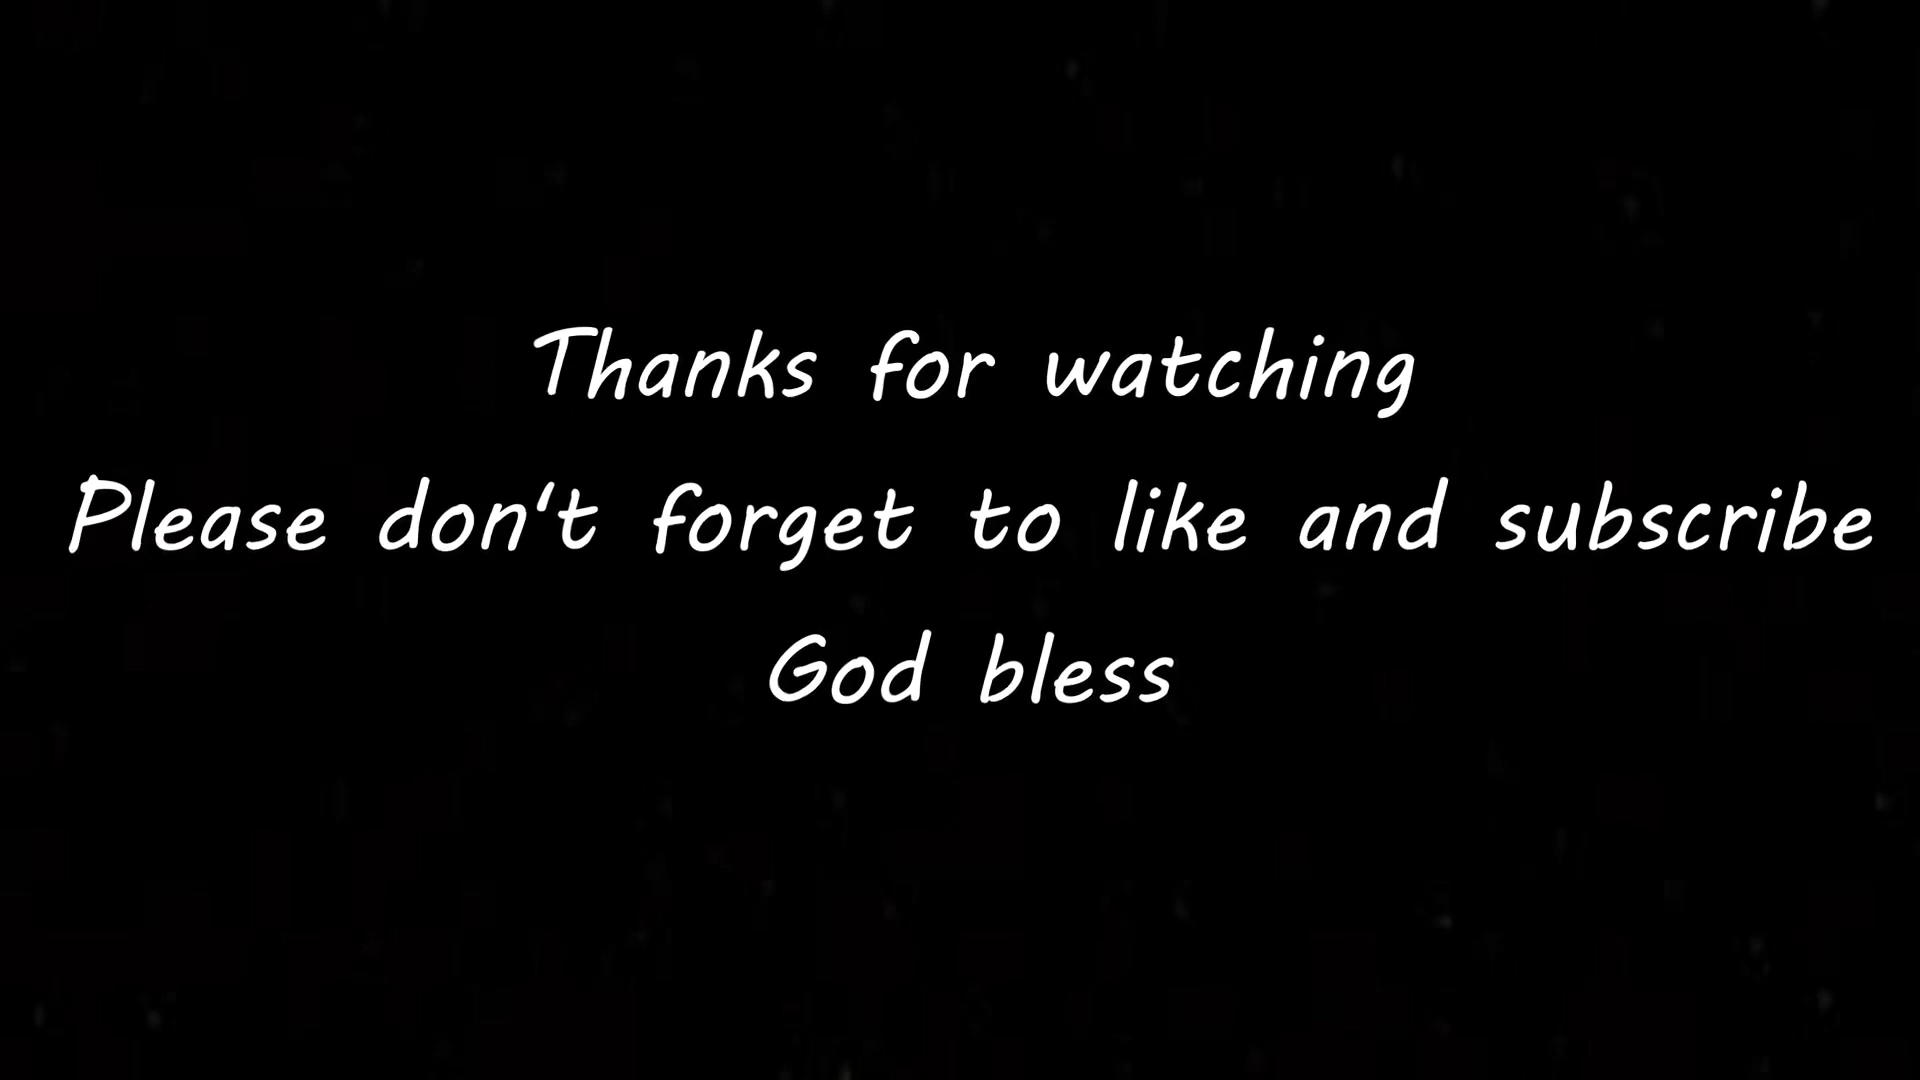 Thanks for watching
Please don't forget to like and subscribe
God bless